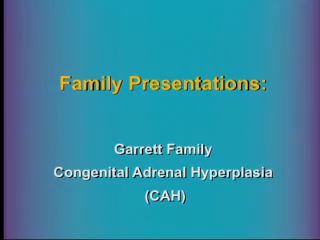 Family Presentations:
Garrett Family
Congenital Adrenal Hyperplasia
(CAH)